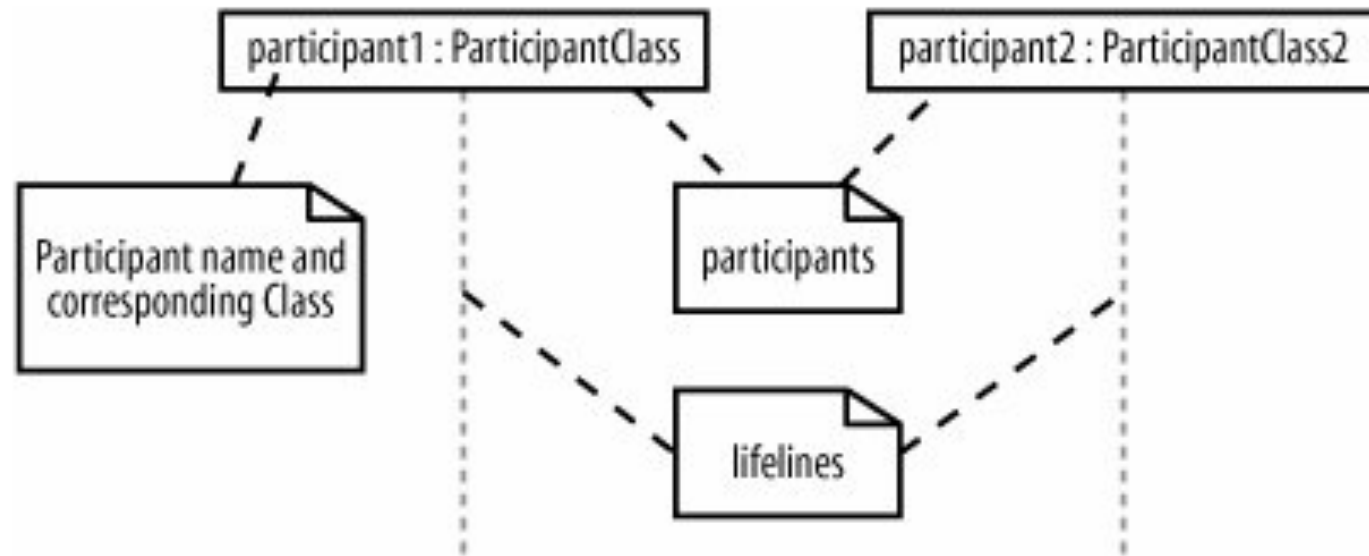 participant1 : ParticipantClass
participant2 : ParticipantClass2
Participant name and
corresponding Class
participants
lifelines